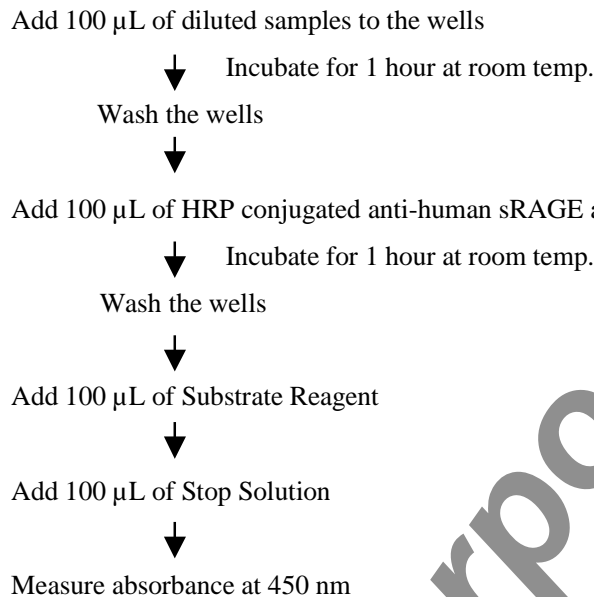 Add 100 µL of diluted samples to the wells
Incubate for 1 hour at room temp.
Wash the wells
Add 100 µL of HRP conjugated anti-human sRAGE
Incubate for 1 hour at room temp.
Wash the wells
Add 100 µL of Substrate Reagent
Add 100 µL of Stop Solution
Measure absorbance at 450 nm